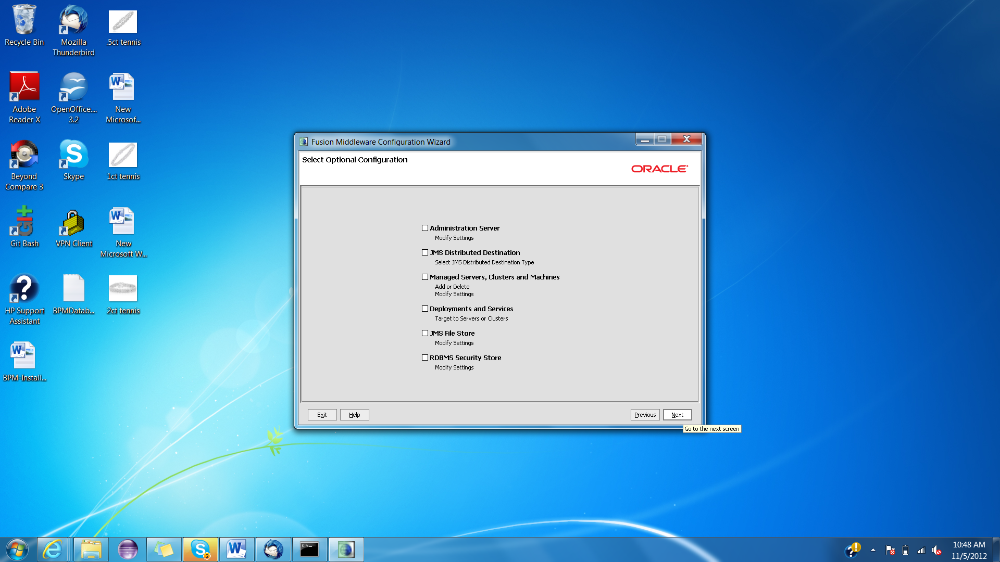 Recycle Bin
Mozilla
Thunderbird
.5ct tennis
Adobe
Reader X
OpenOffice....
3.2
New
Microsof...
Beyond
Compare 3
Skype
1ct tennis
Git Bash
VPN Client
New
Microsoft W...
HP Support
Assistant
BPMDatab...
2ct tennis
BPM-Install...
Fusion Middleware Configuration Wizard
Select Optional Configuration
ORACLE
Administration Server
Modify Settings
JMS Distributed Destination
Select JMS Distributed Destination Type
Managed Servers, Clusters and Machines
Add or Delete
Modify Settings
Deployments and Services
Target to Servers or Clusters
JMS File Store
Modify Settings
RDBMS Security Store
Modify Settings
Exit
Help
Previous
Next
Go to the next screen
2
10:48 AM
11/5/2012